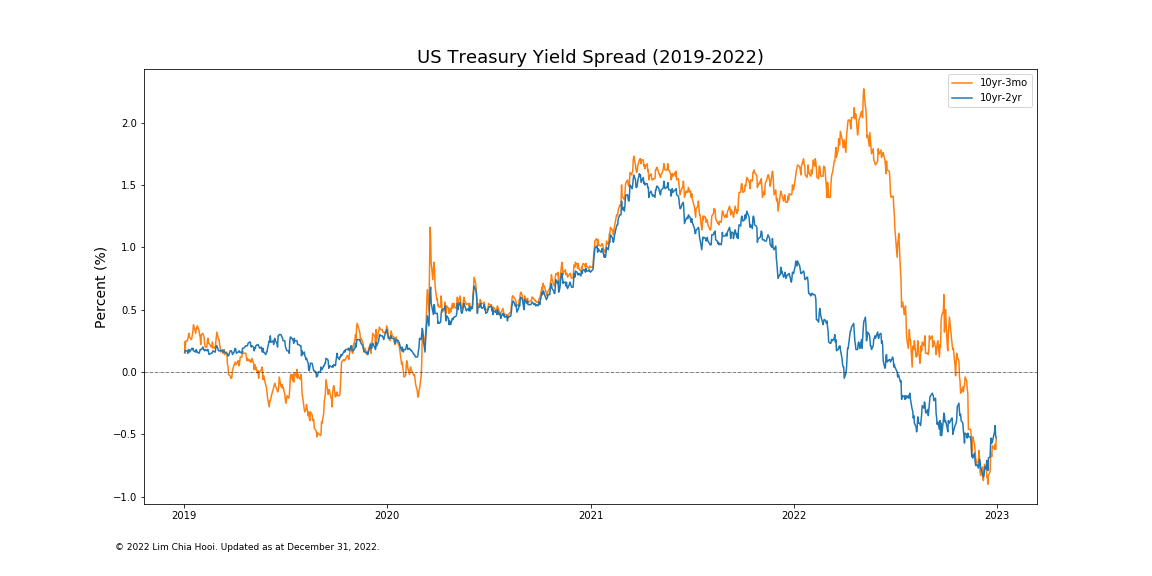 US Treasury Yield Spread (2019-2022)
10yr-3mo
10yr-2yr
Percent (%)
2.0
1.5
1.0
0.5
0.0
−0.5
−1.0
2019 2020 2021 2022 2023
© 2022 Lim Chia Hooi. Updated as at December 31, 2022.